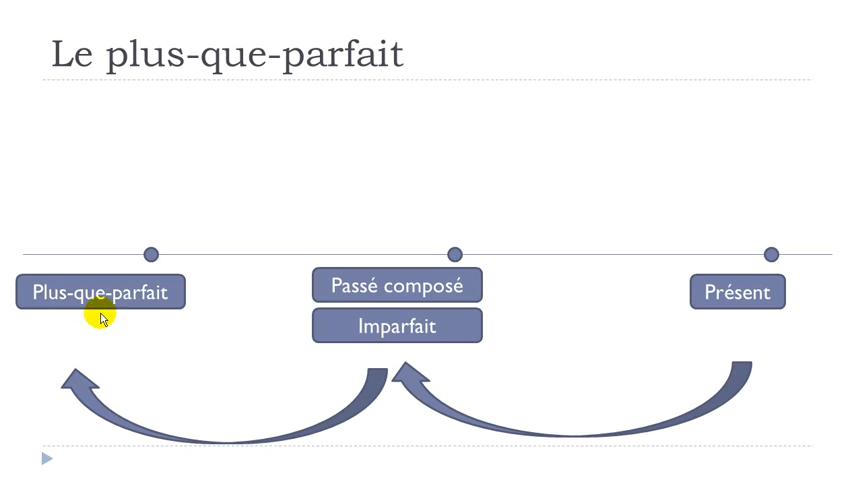 Le plus-que-parfait
Plus-que-parfait
Passé composé
Imparfait
Présent